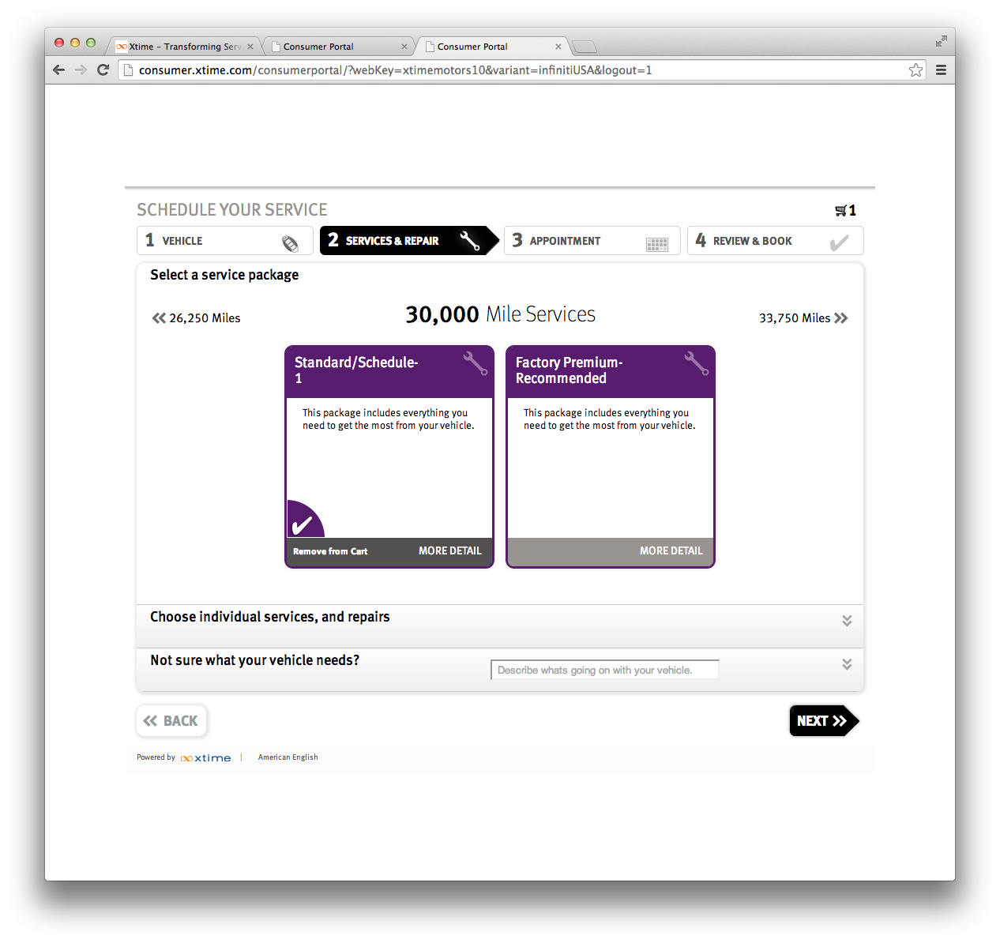 Xtime – Transforming Serv
Consumer Portal
Consumer Portal
consumer.xtime.com/consumerportal/?webKey=xtimemotors10&variant=infinitiUSA&logout=1
SCHEDULE YOUR SERVICE
1
1 VEHICLE
2 SERVICES & REPAIR
3 APPOINTMENT
4 REVIEW & BOOK
Select a service package
26,250 Miles
30,000 Mile Services
33,750 Miles
Standard/Schedule-
1
This package includes everything you
need to get the most from your vehicle.
Remove from Cart
MORE DETAIL
Factory Premium-
Recommended
This package includes everything you
need to get the most from your vehicle.
MORE DETAIL
Choose individual services, and repairs
Not sure what your vehicle needs?
Describe whats going on with your vehicle.
BACK
NEXT
Powered by xtime | American English